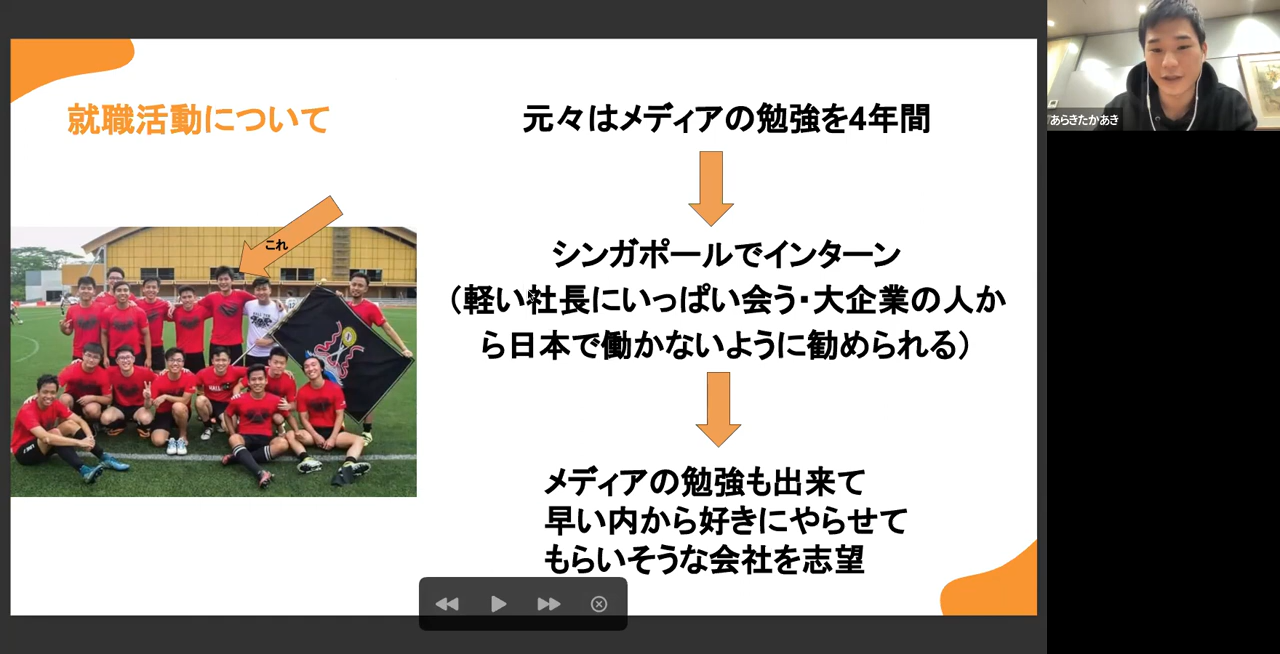 就職活動について
元々はメディアの勉強を4年間
これ
シンガポールでインターン
（軽い社長にいっぱい会う・大企業の人か
ら日本で働かないように勧められる）
メディアの勉強も出来て
早い内から好きにやらせて
もらいそうな会社を志望
あらきたかあき